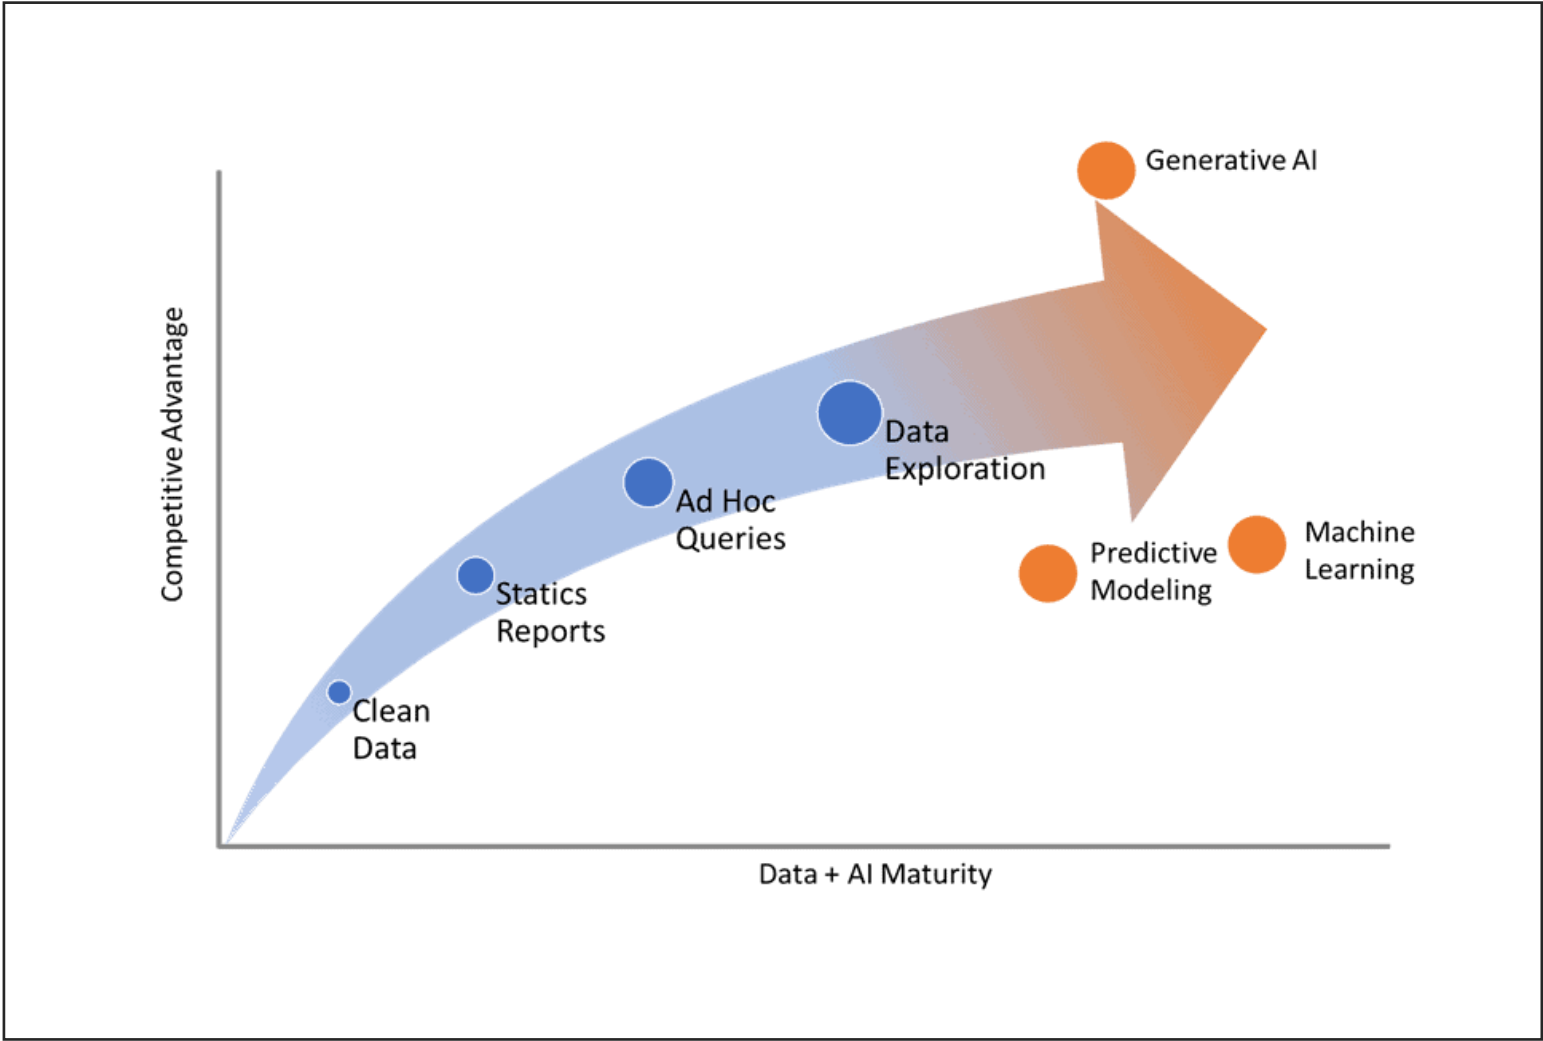 Generative AI
Competitive Advantage
Data
Exploration
Ad Hoc
Queries
Machine
Learning
Predictive
Modeling
Statics
Reports
Clean
Data
Data + AI Maturity